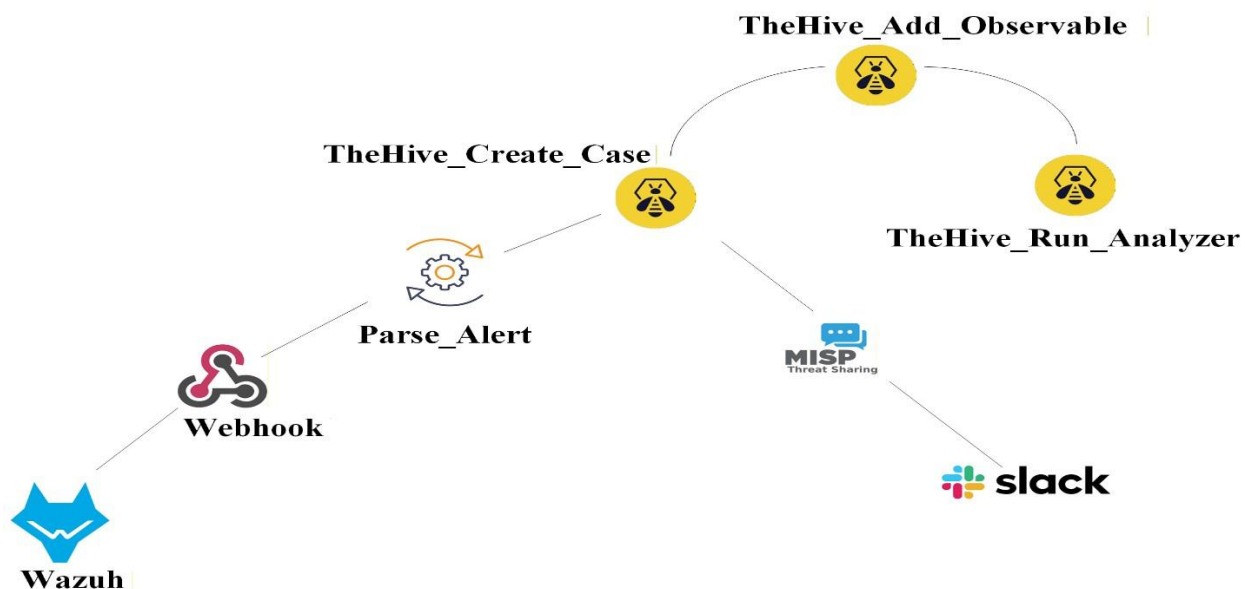 TheHive_Add_Observable
TheHive_Create_Case
TheHive_Run_Analyzer
Parse_Alert
MISP
Threat Sharing
Webhook
slack
Wazuh